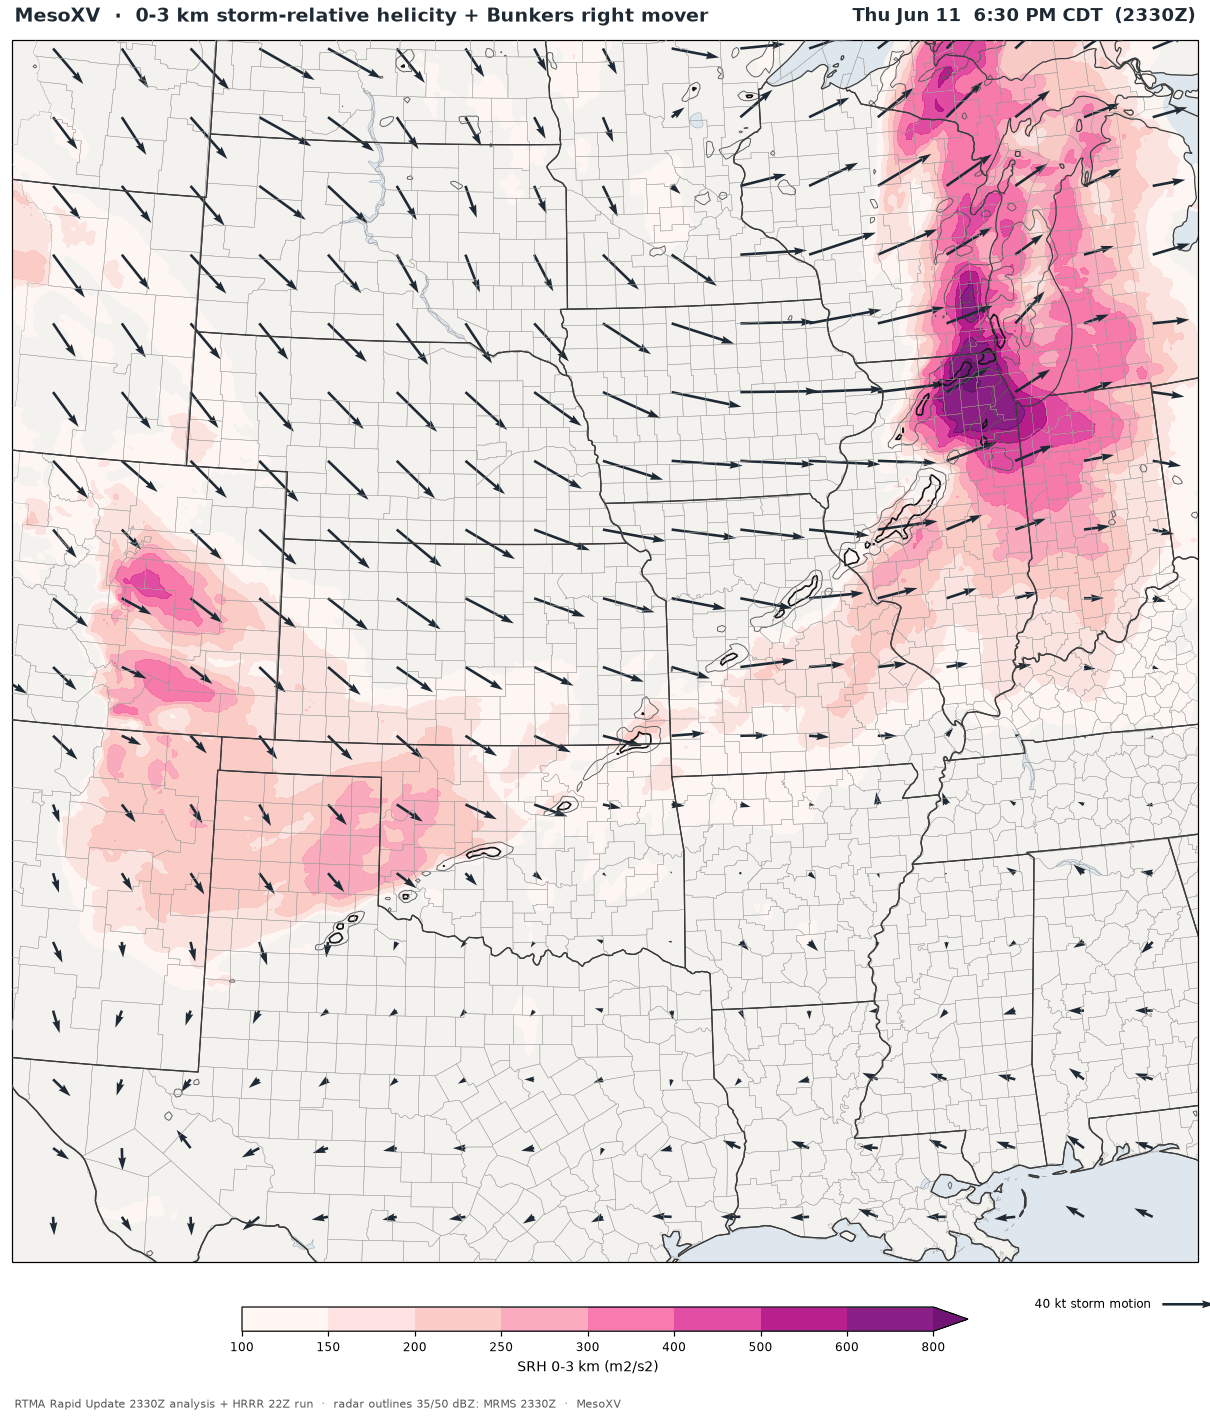 MesoXV · 0-3 km storm-relative helicity + Bunkers right mover
Thu Jun 11 6:30 PM CDT (2330Z)
40 kt storm motion
100 150 200 250 300 400 500 600 800
SRH 0-3 km (m2/s2)
RTMA Rapid Update 2330Z analysis + HRRR 22Z run · radar outlines 35/50 dBZ: MRMS 2330Z · MesoXV